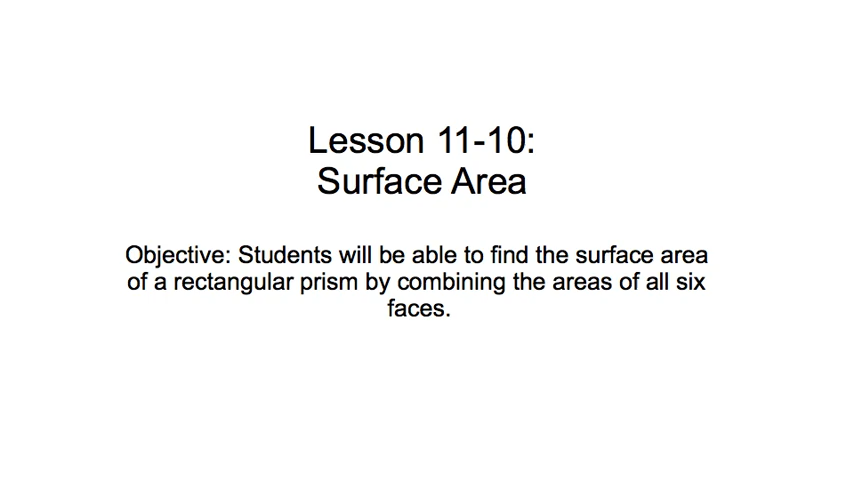 Lesson 11-10:
Surface Area
Objective: Students will be able to find the surface area
of a rectangular prism by combining the areas of all six
faces.